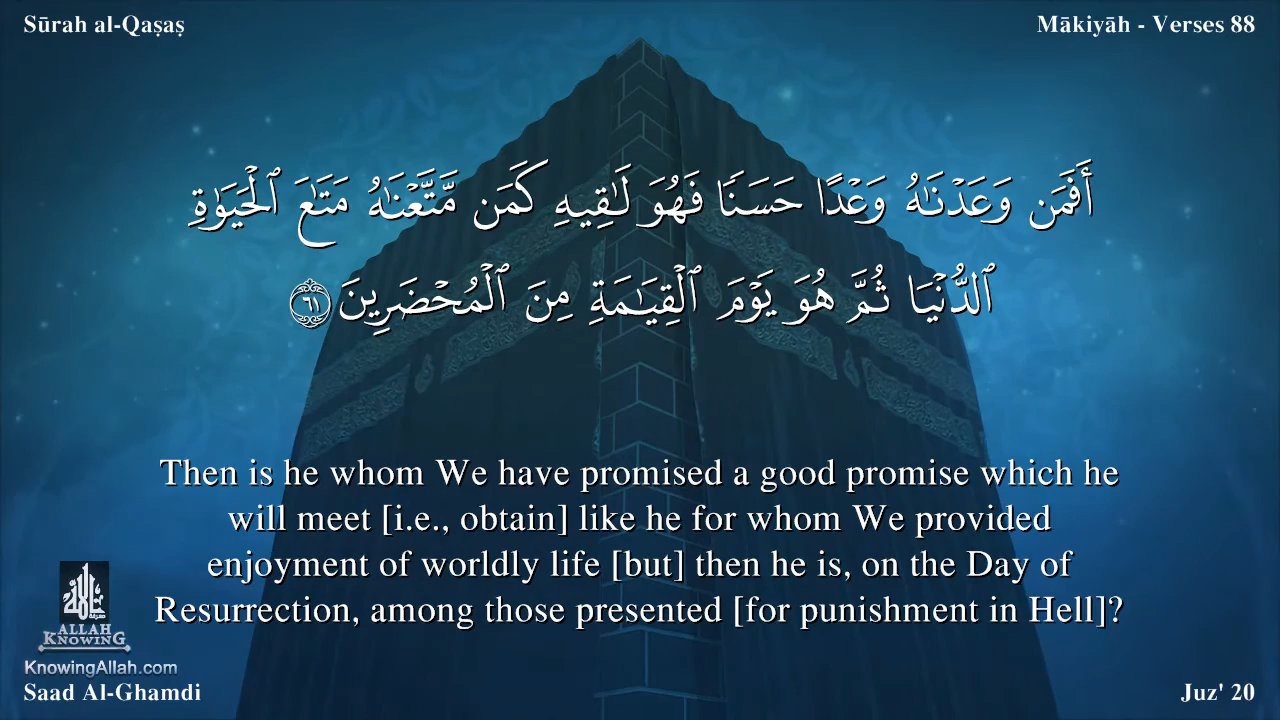 Sūrah al-Qaṣaṣ
Mākiyāh - Verses 88
أَفَمَن وَعَدْنَـٰهُ وَعْدًا حَسَنًا فَهُوَ لَـٰقِيهِ كَمَن مَّتَّعْنَـٰهُ مَتَـٰعَ ٱلْحَيَوٰةِ
ٱلدُّنْيَا ثُمَّ هُوَ يَوْمَ ٱلْقِيَـٰمَةِ مِنَ ٱلْمُحْضَرِينَ ٦١
Then is he whom We have promised a good promise which he
will meet [i.e., obtain] like he for whom We provided
enjoyment of worldly life [but] then he is, on the Day of
Resurrection, among those presented [for punishment in Hell]?
ALLAH
KNOWING
KnowingAllah.com
Saad Al-Ghamdi
Juz' 20